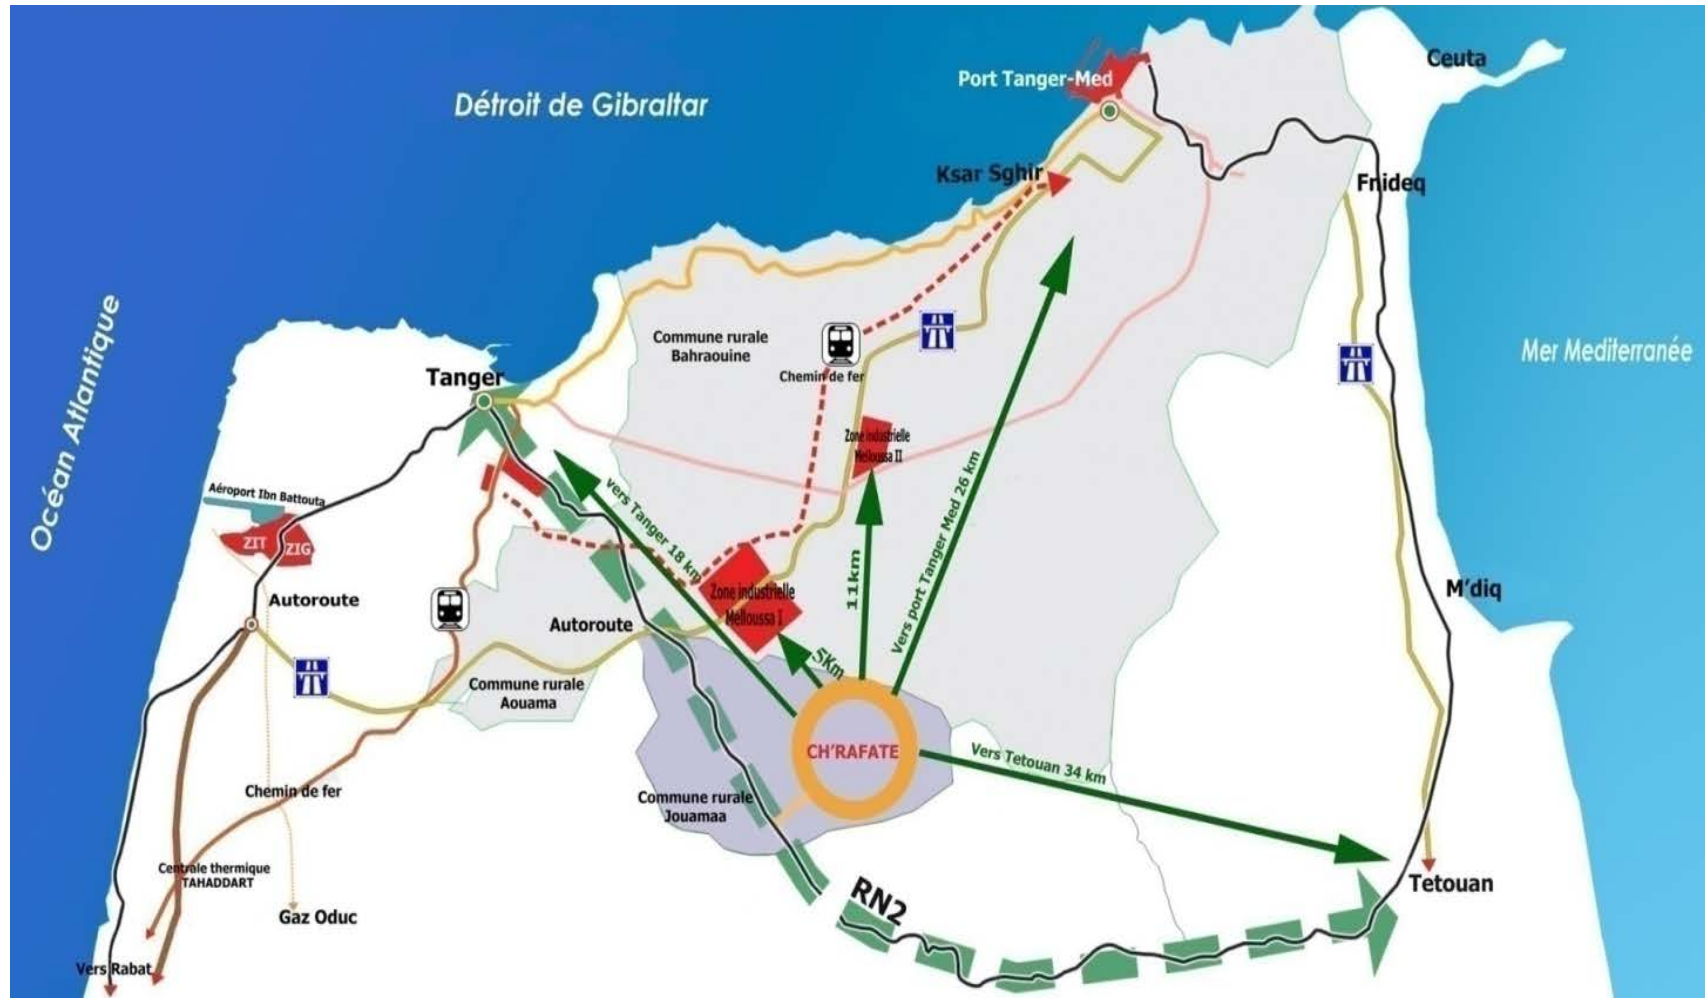 Ceuta
Port Tanger-Med
Détroit de Gibraltar
Ksar Sghir
Fnideq
Océan Atlantique
Commune rurale
Bahraouine
Mer Mediterranée
Chemin de fer
Tanger
Zone industrielle
Melloussa II
Aéroport Ibn Battouta
ZIT
ZIG
vers Tanger 18 km
11km
Vers port Tanger Med 26 km
Zone industrielle
Melloussa I
M'diq
Autoroute
Autoroute
5Km
Commune rurale
Aouama
CH'RAFATE
Vers Tetouan 34 km
Chemin de fer
Commune rurale
Jouamaa
Centrale thermique
TAHADDART
Tetouan
RN2
Gaz Oduc
Vers Rabat